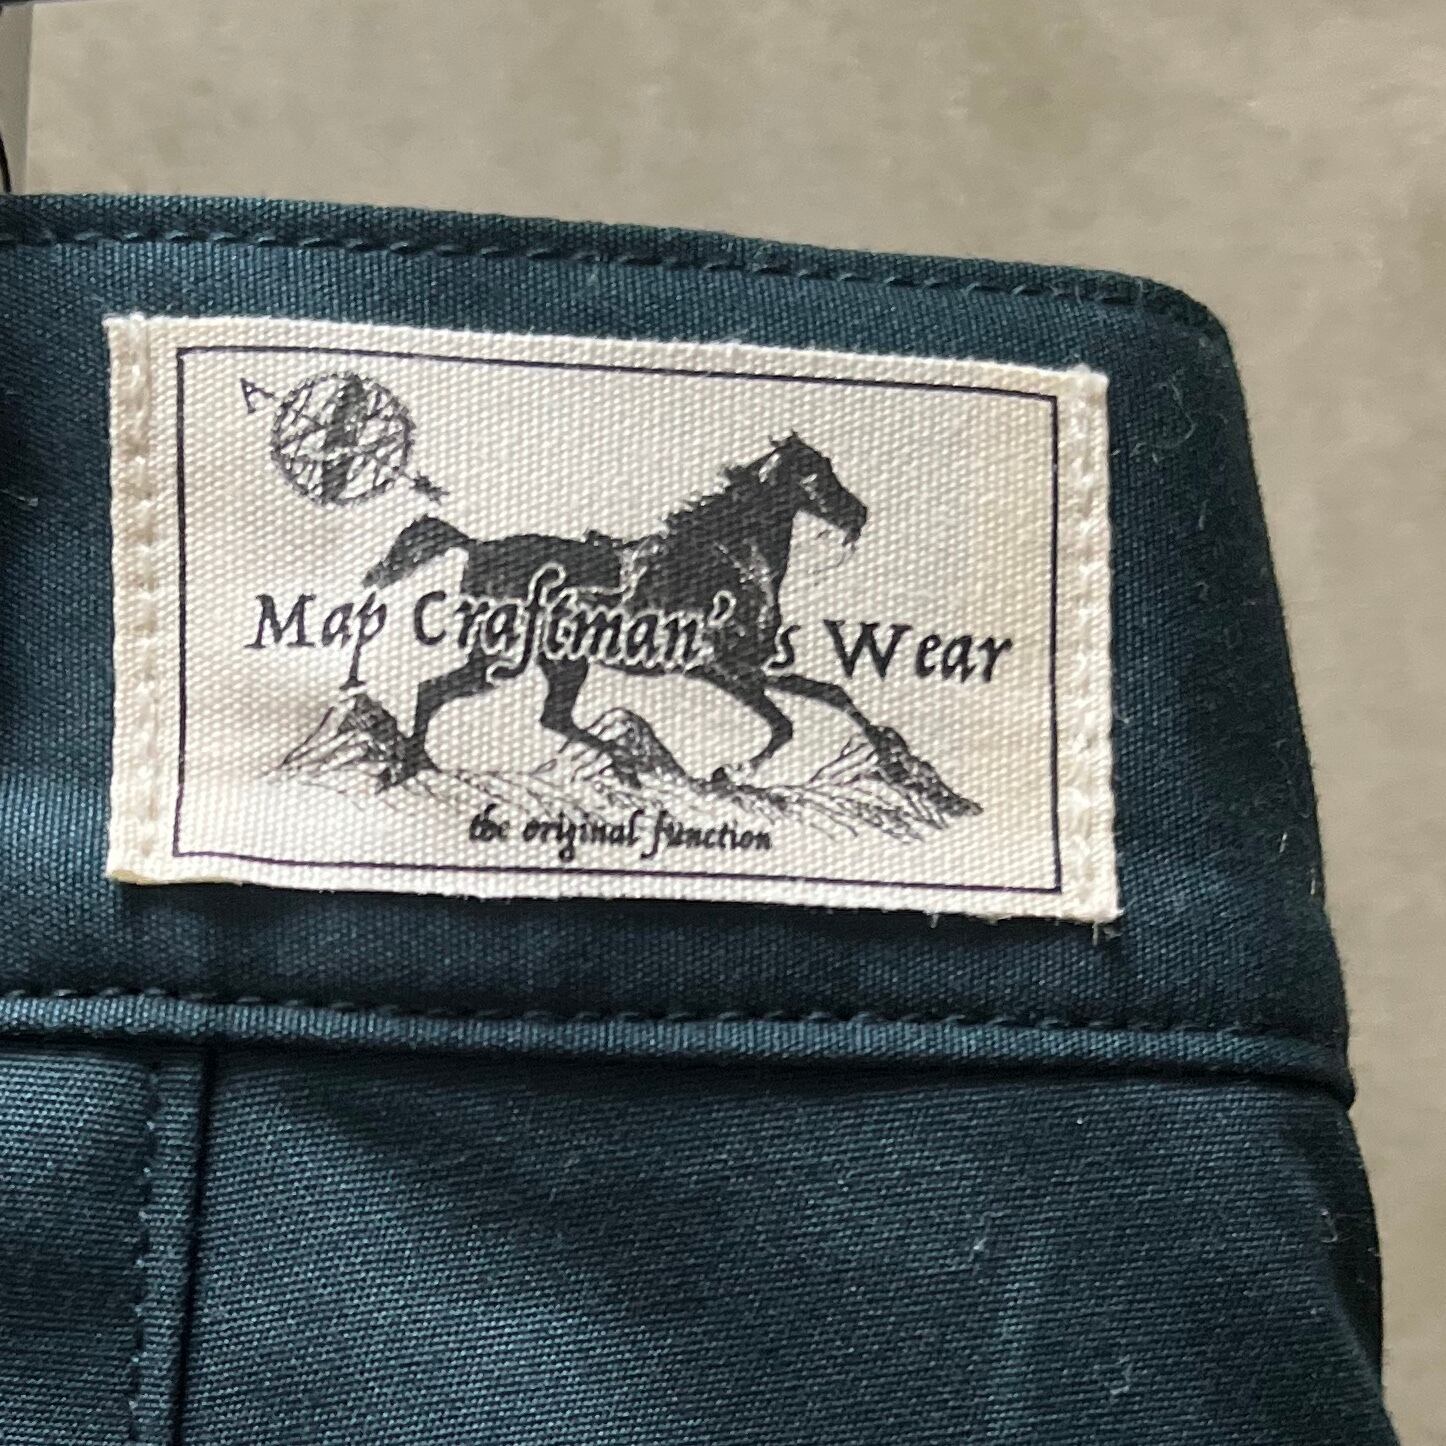 Map Craftman's Wear
the original function